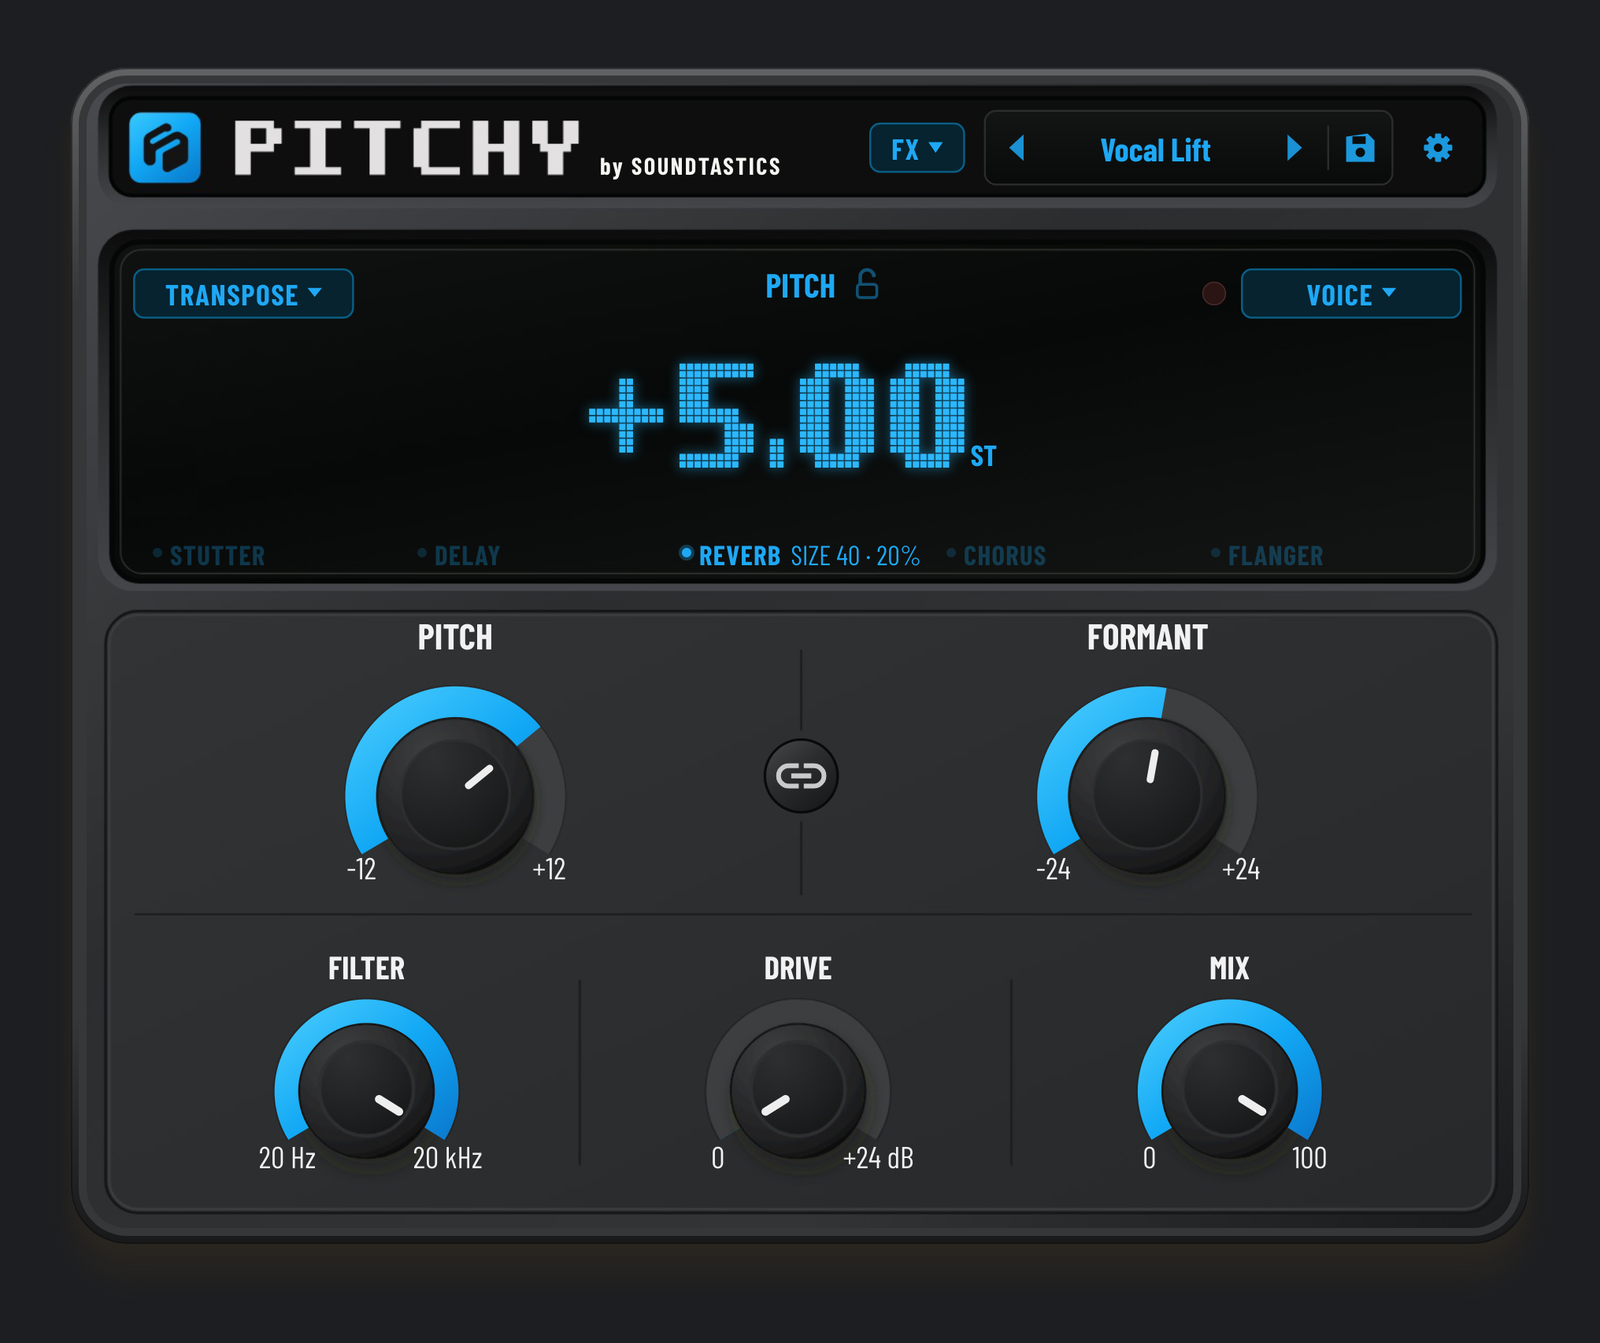 PITCHY by SOUNDTASTICS FX Vocal Lift
TRANSPOSE PITCH VOICE
+5.00 ST
STUTTER DELAY REVERB SIZE 40 · 20% CHORUS FLANGER
PITCH FORMANT
-12 +12 -24 +24
FILTER DRIVE MIX
20 Hz 20 kHz 0 +24 dB 0 100